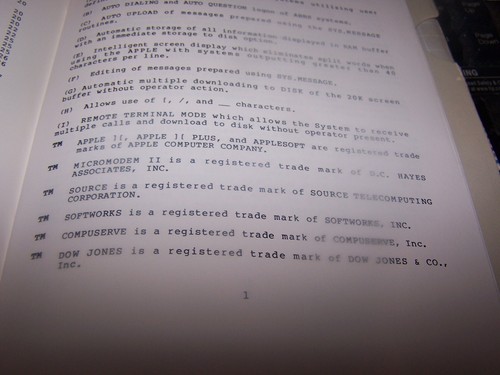 (B) AUTO DIALING and AUTO QUESTION logon of ABBS systems.
(C) AUTO UPLOAD of messages prepared using the SYS.MESSAGE
routines.
(D) Automatic storage of all information displayed in RAM buffer
with an immediate storage to disk option.
(E) Intelligent screen display which eliminates split words when
using the APPLE with systems outputting greater than 40
characters per line.
(F) Editing of messages prepared using SYS.MESSAGE.
(G) Automatic multiple downloading to DISK of the 20K screen
buffer without operator action.
(H) Allows use of [, /, and __ characters.
(I) REMOTE TERMINAL MODE which allows the System to receive
multiple calls and download to disk without operator present.
TM APPLE ][, APPLE ][ PLUS, and APPLESOFT are registered trade
marks of APPLE COMPUTER COMPANY.
TM MICROMODEM II is a registered trade mark of D.C. HAYES
ASSOCIATES, INC.
TM SOURCE is a registered trade mark of SOURCE TELECOMPUTING
CORPORATION.
TM SOFTWORKS is a registered trade mark of SOFTWORKS, INC.
TM COMPUSERVE is a registered trade mark of COMPUSERVE, Inc.
TM DOW JONES is a registered trade mark of DOW JONES & CO.,
Inc.
1